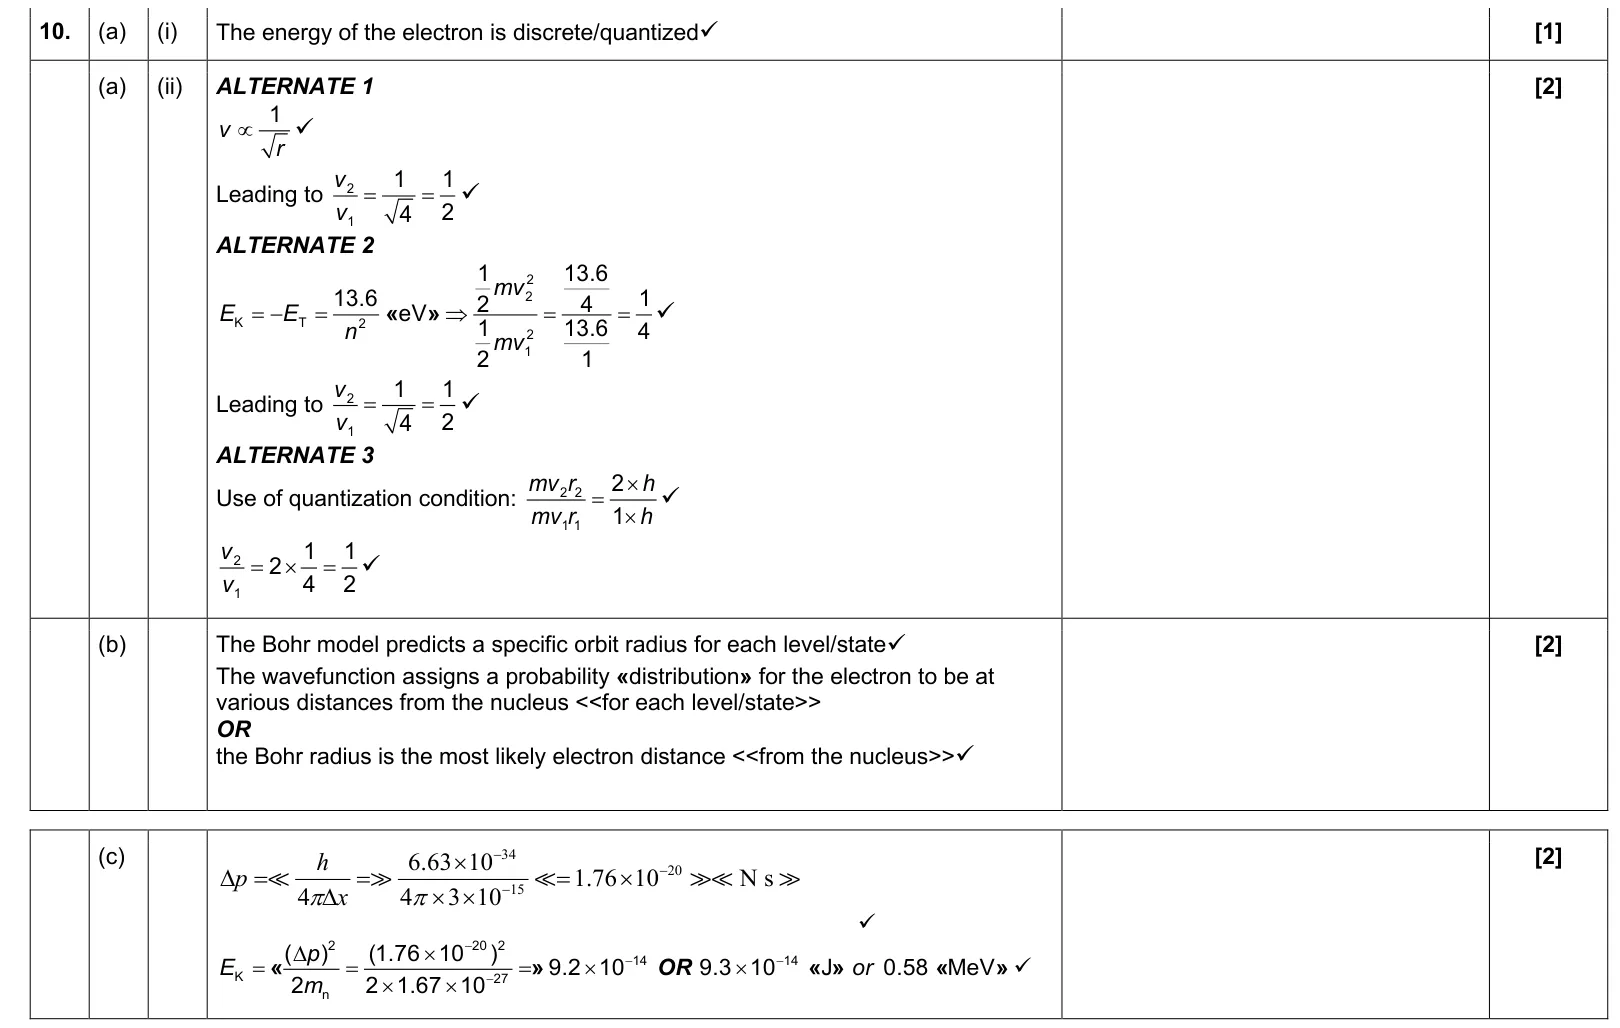 10. (a) (i) The energy of the electron is discrete/quantized✓ [1]
(a) (ii) ALTERNATE 1 [2]
v ∝ 1/√r ✓
Leading to v₂/v₁ = 1/√4 = 1/2 ✓
ALTERNATE 2
E_K = −E_T = 13.6/n² «eV» ⇒ (1/2 mv₂²)/(1/2 mv₁²) = (13.6/4)/(13.6/1) = 1/4 ✓
Leading to v₂/v₁ = 1/√4 = 1/2 ✓
ALTERNATE 3
Use of quantization condition: mv₂r₂/mv₁r₁ = (2 × h)/(1 × h) ✓
v₂/v₁ = 2 × 1/4 = 1/2 ✓
(b) The Bohr model predicts a specific orbit radius for each level/state✓ [2]
The wavefunction assigns a probability «distribution» for the electron to be at
various distances from the nucleus <<for each level/state>>
OR
the Bohr radius is the most likely electron distance <<from the nucleus>>✓
(c) Δp =≪ h/(4πΔx) =≫ (6.63×10⁻³⁴)/(4π × 3×10⁻¹⁵) ≪= 1.76×10⁻²⁰ ≫≪ N s ≫ [2]
✓
E_K = «(Δp)²/(2m_n) = (1.76 × 10⁻²⁰)²/(2 × 1.67 × 10⁻²⁷) =» 9.2 × 10⁻¹⁴ OR 9.3 × 10⁻¹⁴ «J» or 0.58 «MeV» ✓